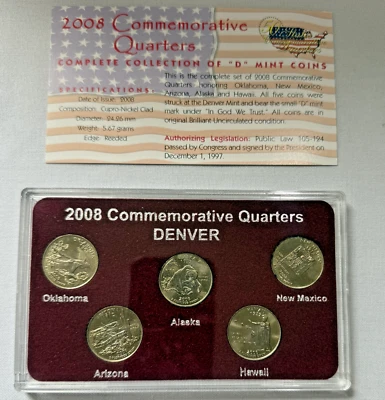 2008 Commemorative
Quarters
COMPLETE COLLECTION OF "D" MINT COINS
SPECIFICATIONS:
Date of Issue: 2008
Composition: Cupro-Nickel Clad
Diameter: 24.26 mm
Weight: 5.67 grams
Edge: Reeded
This is the complete set of 2008 Commemorative
Quarters honoring Oklahoma, New Mexico,
Arizona, Alaska and Hawaii. All five coins were
struck at the Denver Mint and bear the small "D" mint
mark under "In God We Trust." All coins are in
original Brilliant Uncirculated condition.
Authorizing Legislation: Public Law 105-124
passed by Congress and signed by the President on
December 1, 1997.
2008 Commemorative Quarters
DENVER
Oklahoma
Alaska
New Mexico
Arizona
Hawaii